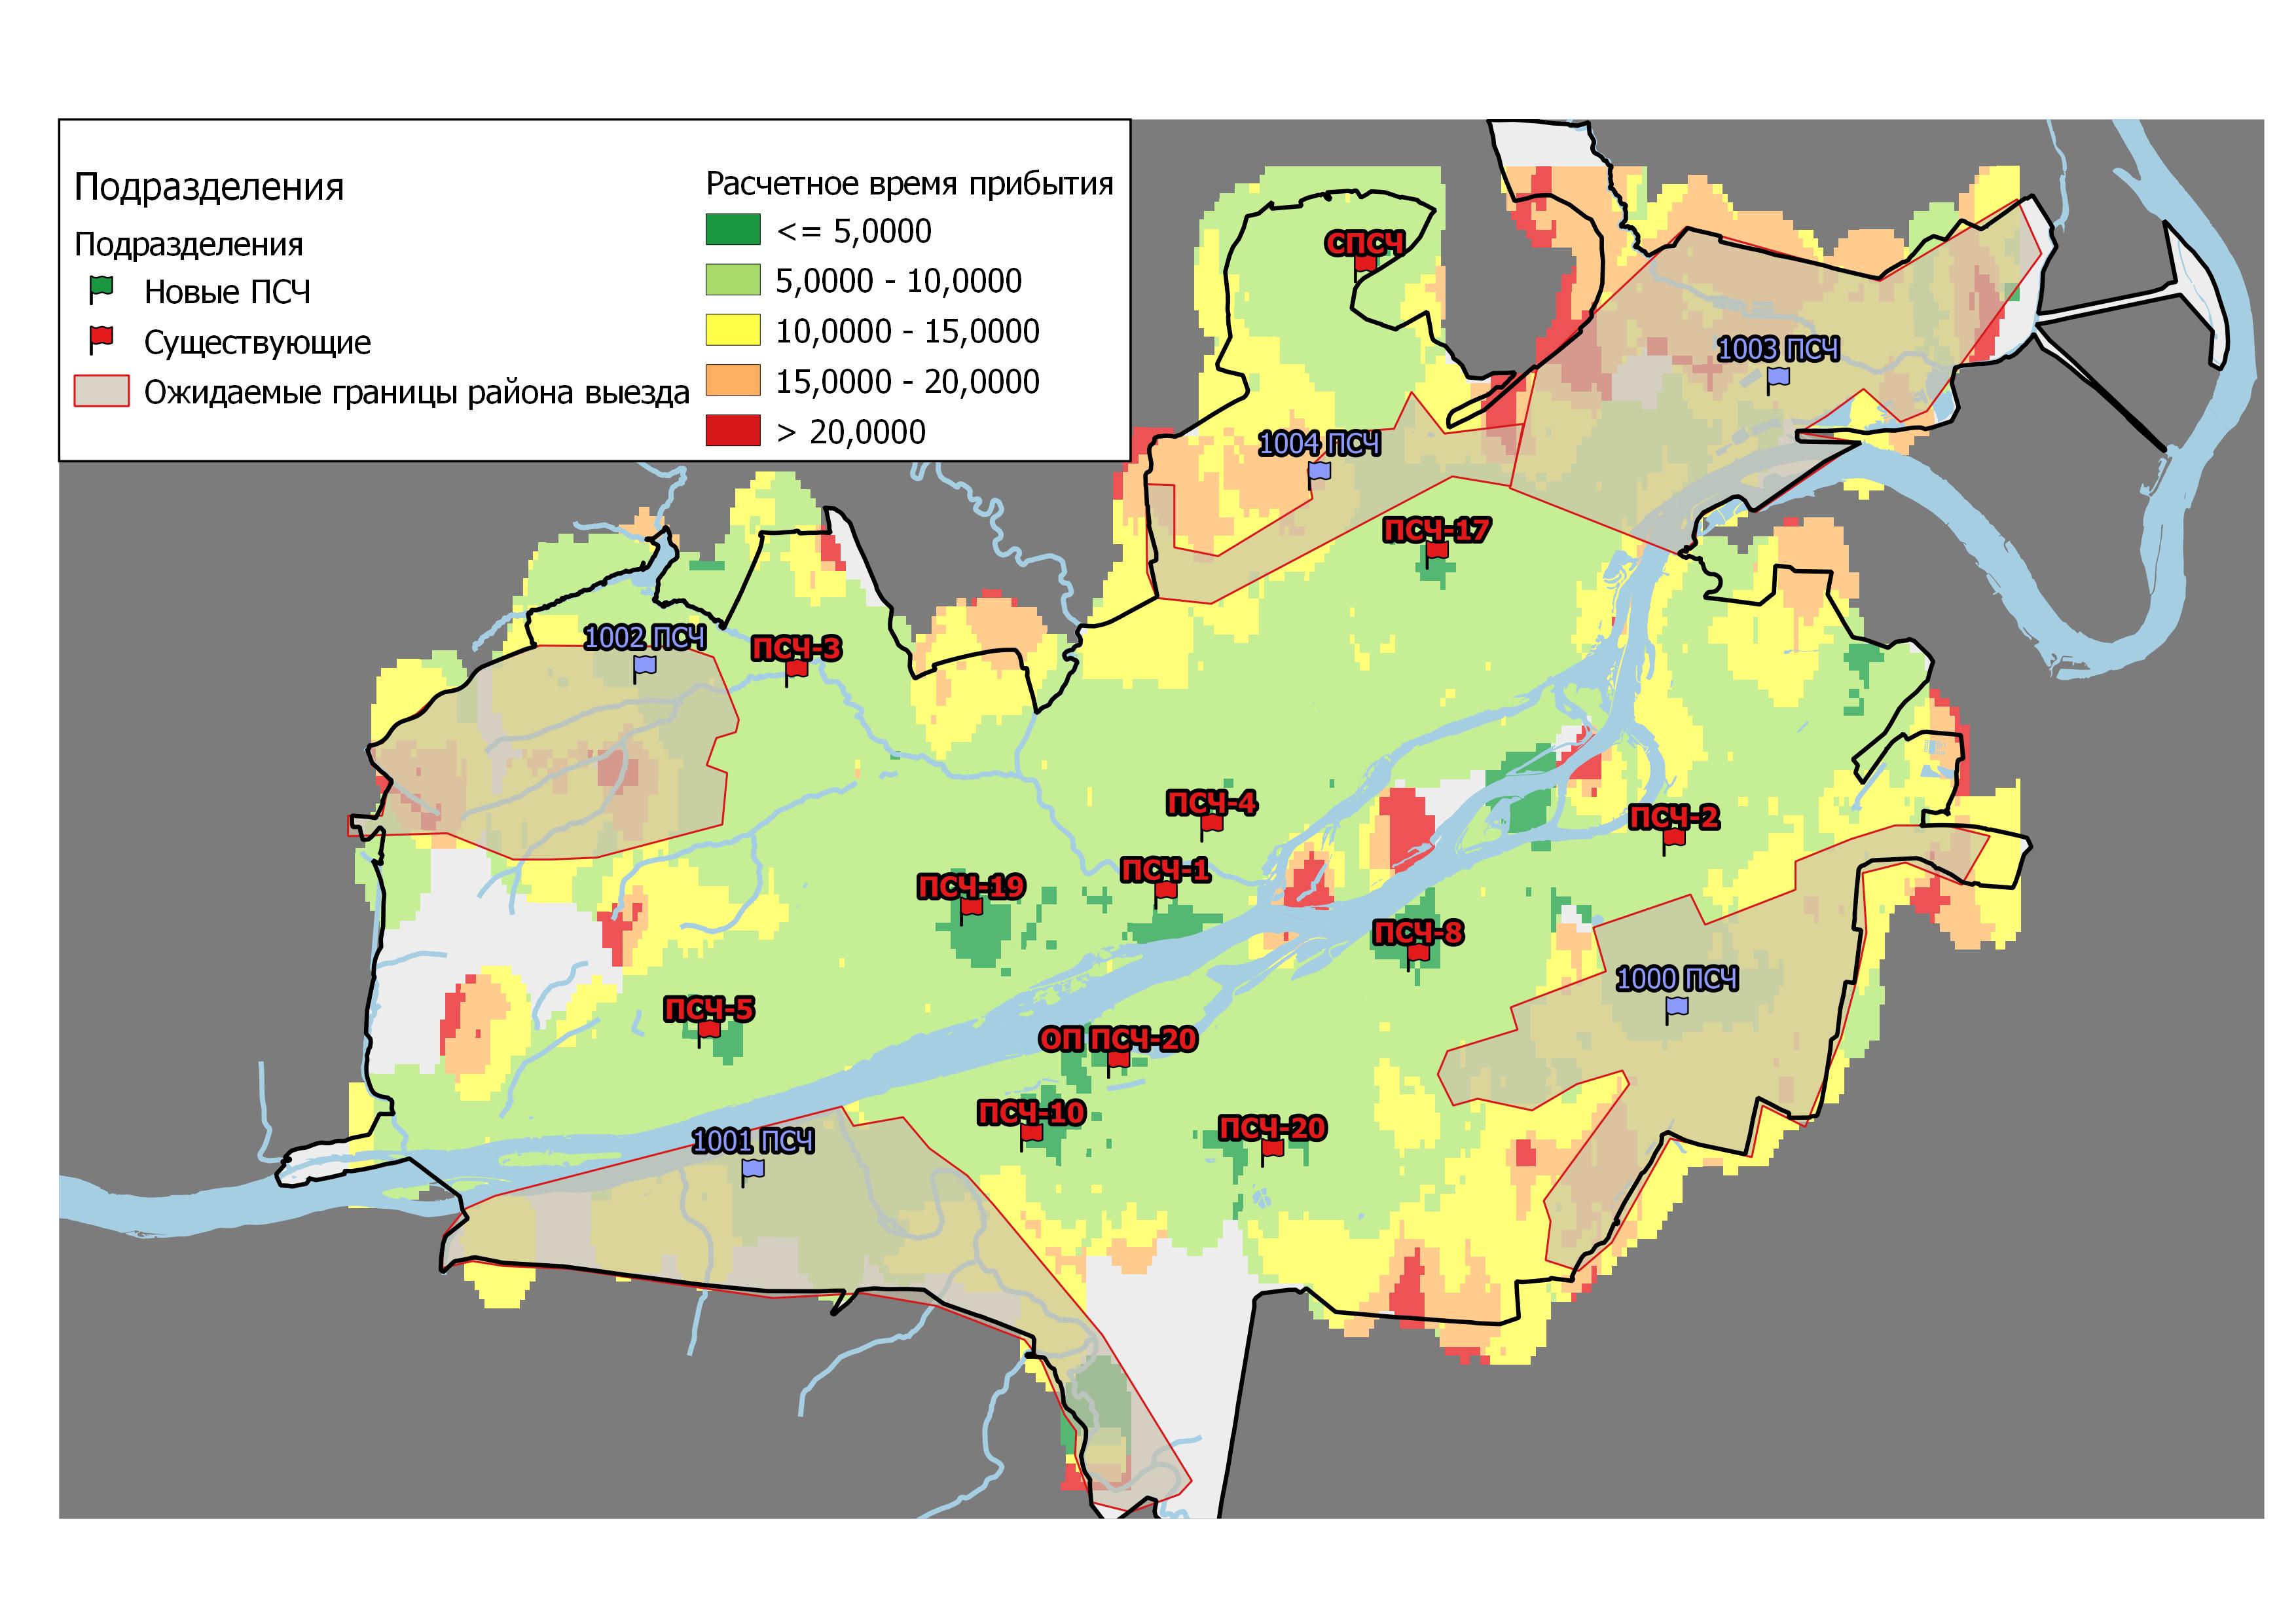 Подразделения
Подразделения
Новые ПСЧ
Существующие
Ожидаемые границы района выезда
Расчетное время прибытия
<= 5,0000
5,0000 - 10,0000
10,0000 - 15,0000
15,0000 - 20,0000
> 20,0000
СПСЧ
1003 ПСЧ
1004 ПСЧ
ПСЧ-17
1002 ПСЧ
ПСЧ-3
ПСЧ-4
ПСЧ-2
ПСЧ-1
ПСЧ-19
ПСЧ-8
1000 ПСЧ
ПСЧ-5
ОП ПСЧ-20
ПСЧ-10
ПСЧ-20
1001 ПСЧ